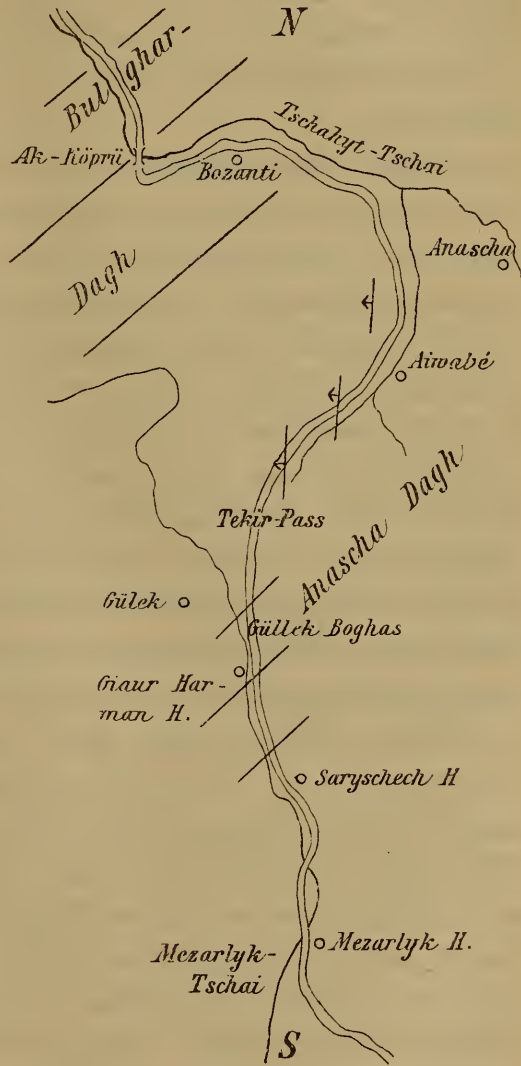 N
Bulghar-
Tschakyt-Tschai
Ak-Köprü
Bozanti
Anascha
Dagh
Aiwabé
Anascha Dagh
Tekir-Pass
Gülek
Güllek Boghas
Giaur Har-
man H.
Saryschech H
Mezarlyk H.
Mezarlyk-
Tschai
S